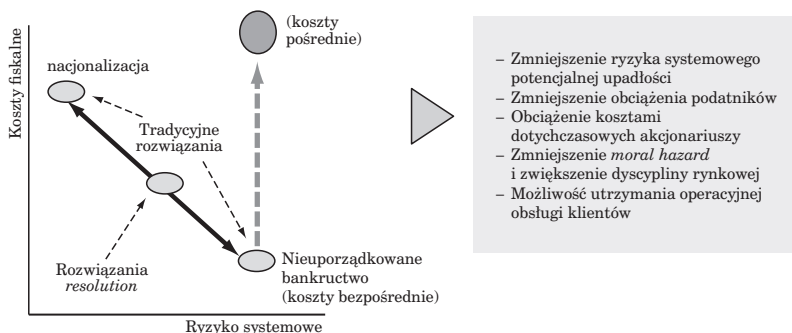 Koszty fiskalne
(koszty
pośrednie)
nacjonalizacja
Tradycyjne
rozwiązania
Rozwiązania
resolution
Nieuporządkowane
bankructwo
(koszty bezpośrednie)
Ryzyko systemowe
– Zmniejszenie ryzyka systemowego
potencjalnej upadłości
– Zmniejszenie obciążenia podatników
– Obciążenie kosztami
dotychczasowych akcjonariuszy
– Zmniejszenie moral hazard
i zwiększenie dyscypliny rynkowej
– Możliwość utrzymania operacyjnej
obsługi klientów